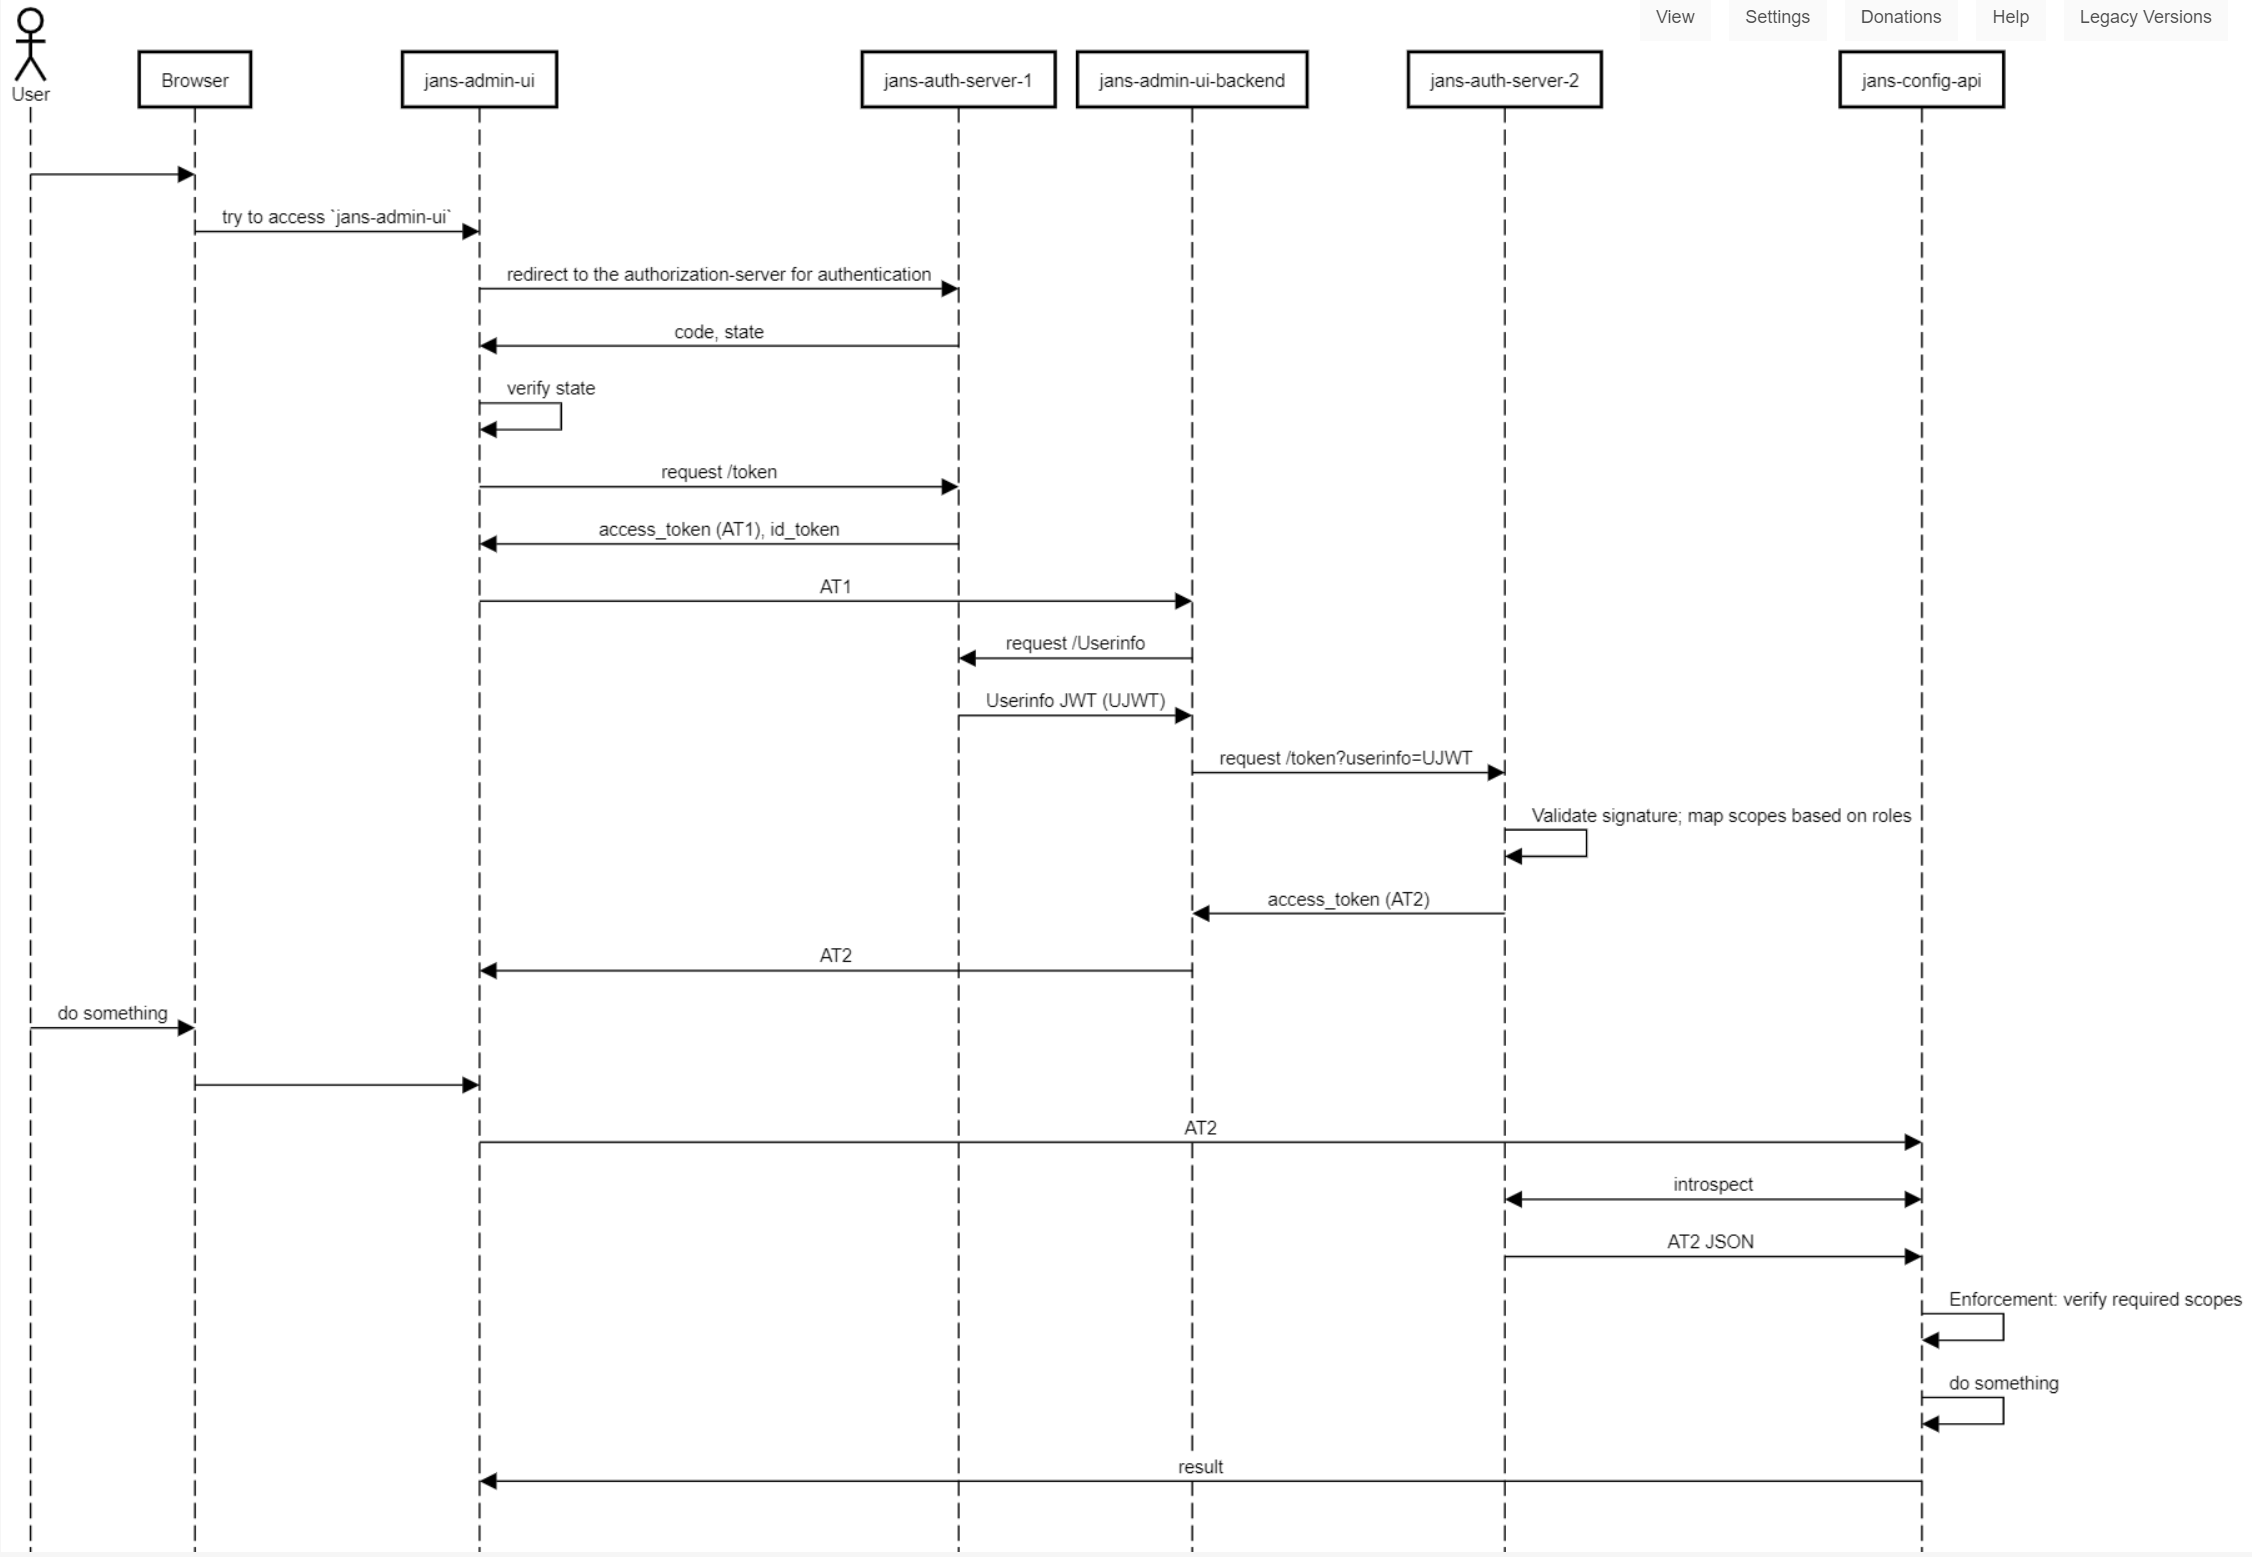 View
Settings
Donations
Help
Legacy Versions
User
Browser
jans-admin-ui
jans-auth-server-1
jans-admin-ui-backend
jans-auth-server-2
jans-config-api
try to access `jans-admin-ui`
redirect to the authorization-server for authentication
code, state
verify state
request /token
access_token (AT1), id_token
AT1
request /Userinfo
Userinfo JWT (UJWT)
request /token?userinfo=UJWT
Validate signature; map scopes based on roles
access_token (AT2)
AT2
do something
AT2
introspect
AT2 JSON
Enforcement: verify required scopes
do something
result